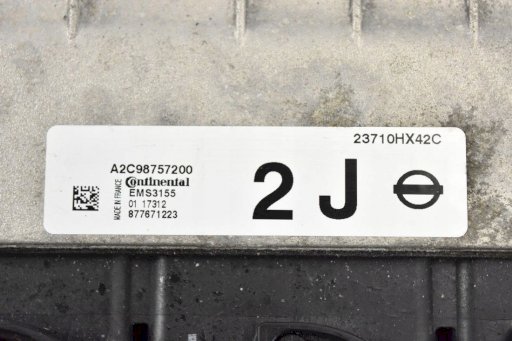 23710HX42C
A2C98757200
Continental
EMS3155
01 17312
877671223
MADE IN FRANCE
2 J